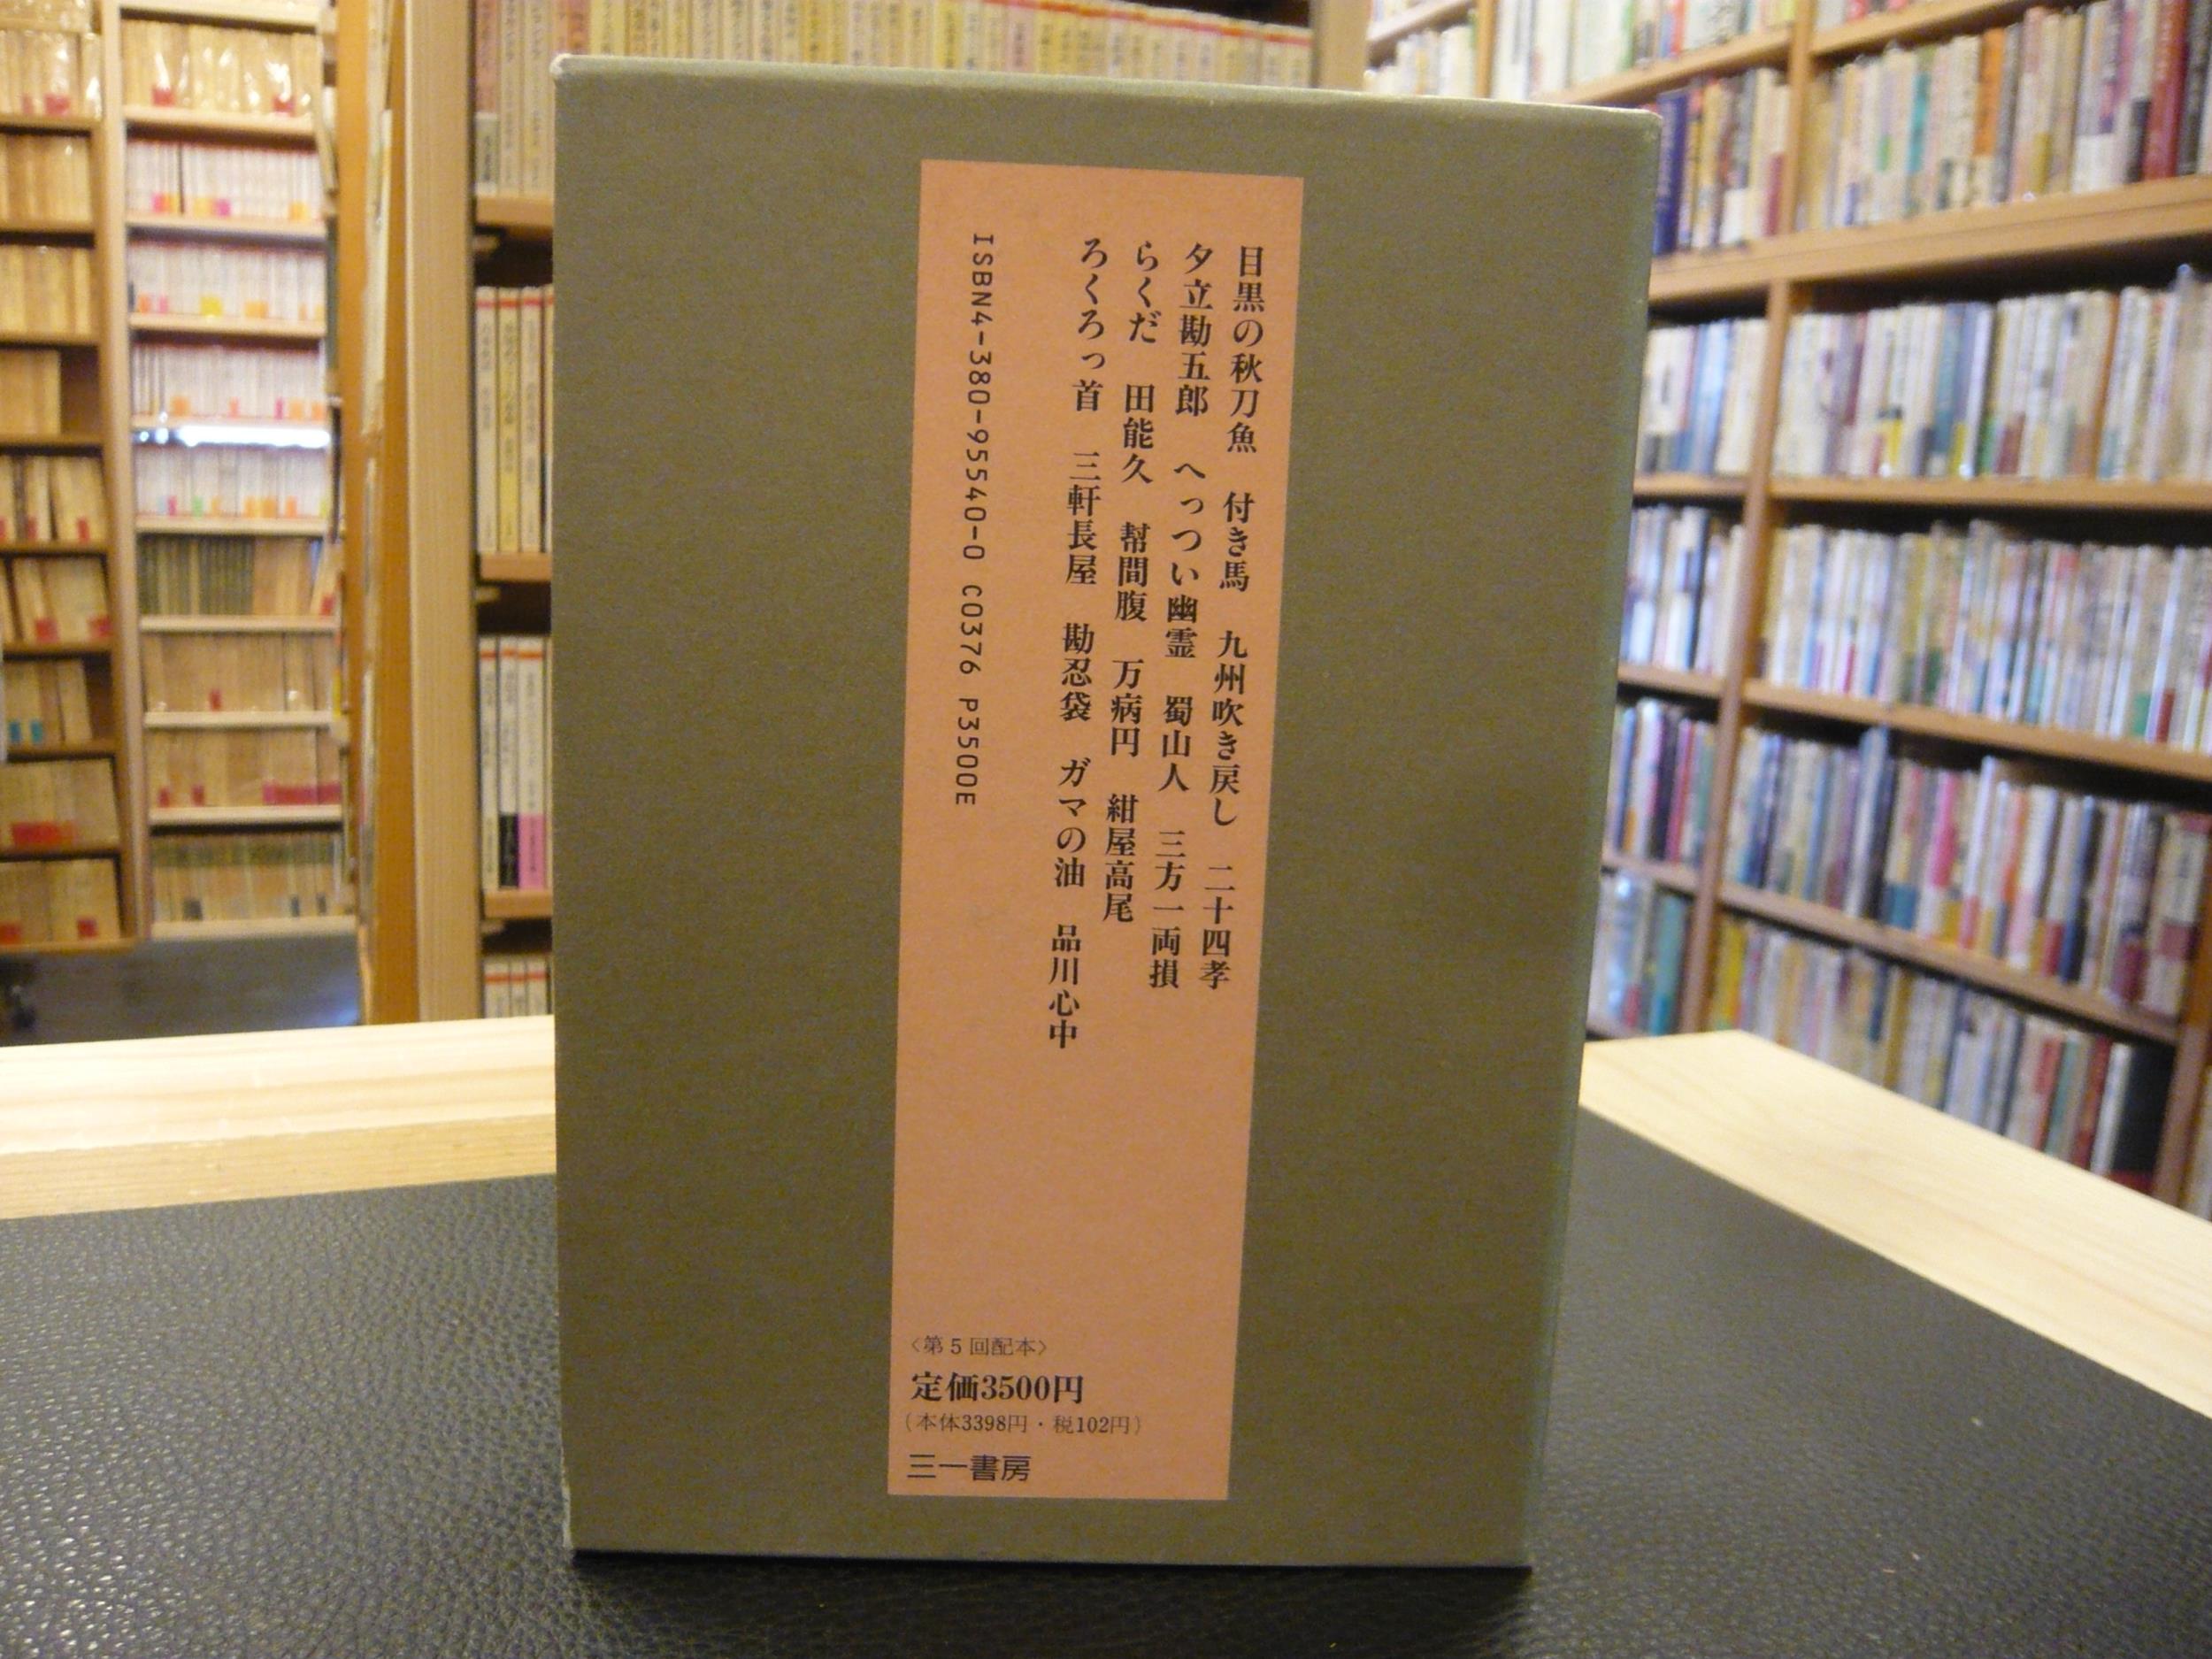 目黒の秋刀魚　付き馬　九州吹き戻し　二十四孝
夕立勘五郎　へっつい幽霊　蜀山人　三方一両損
らくだ　田能久　幇間腹　万病円　紺屋高尾
ろくろっ首　三軒長屋　勘忍袋　ガマの油　品川心中
ISBN4-380-95540-0 C0376 P3500E
〈第5回配本〉
定価3500円
(本体3398円・税102円)
三一書房